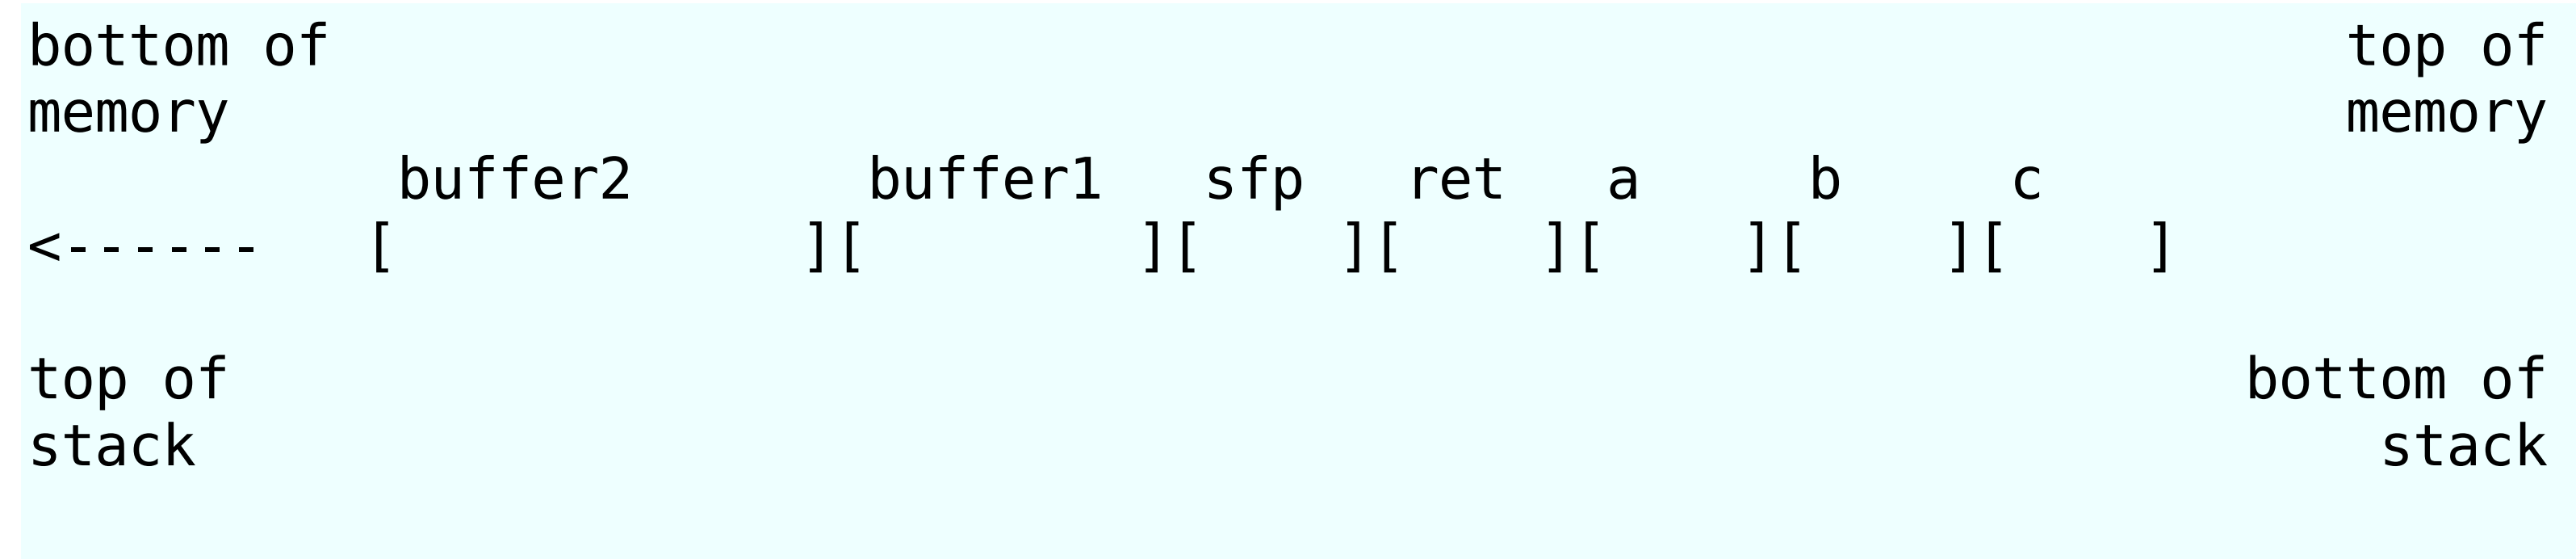 bottom of                                                            top of
memory                                                               memory
           buffer2       buffer1   sfp   ret   a     b     c
<------   [            ][        ][    ][    ][    ][    ][    ]

top of                                                            bottom of
stack                                                                 stack